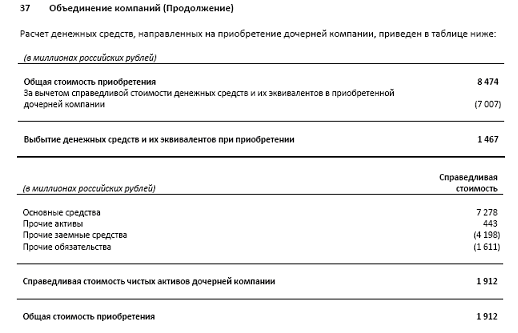 37 Объединение компаний (Продолжение)
Расчет денежных средств, направленных на приобретение дочерней компании, приведен в таблице ниже:
(в миллионах российских рублей)
Общая стоимость приобретения 8 474
За вычетом справедливой стоимости денежных средств и их эквивалентов в приобретенной
дочерней компании (7 007)
Выбытие денежных средств и их эквивалентов при приобретении 1 467
Справедливая
(в миллионах российских рублей) стоимость
Основные средства 7 278
Прочие активы 443
Прочие заемные средства (4 198)
Прочие обязательства (1 611)
Справедливая стоимость чистых активов дочерней компании 1 912
Общая стоимость приобретения 1 912